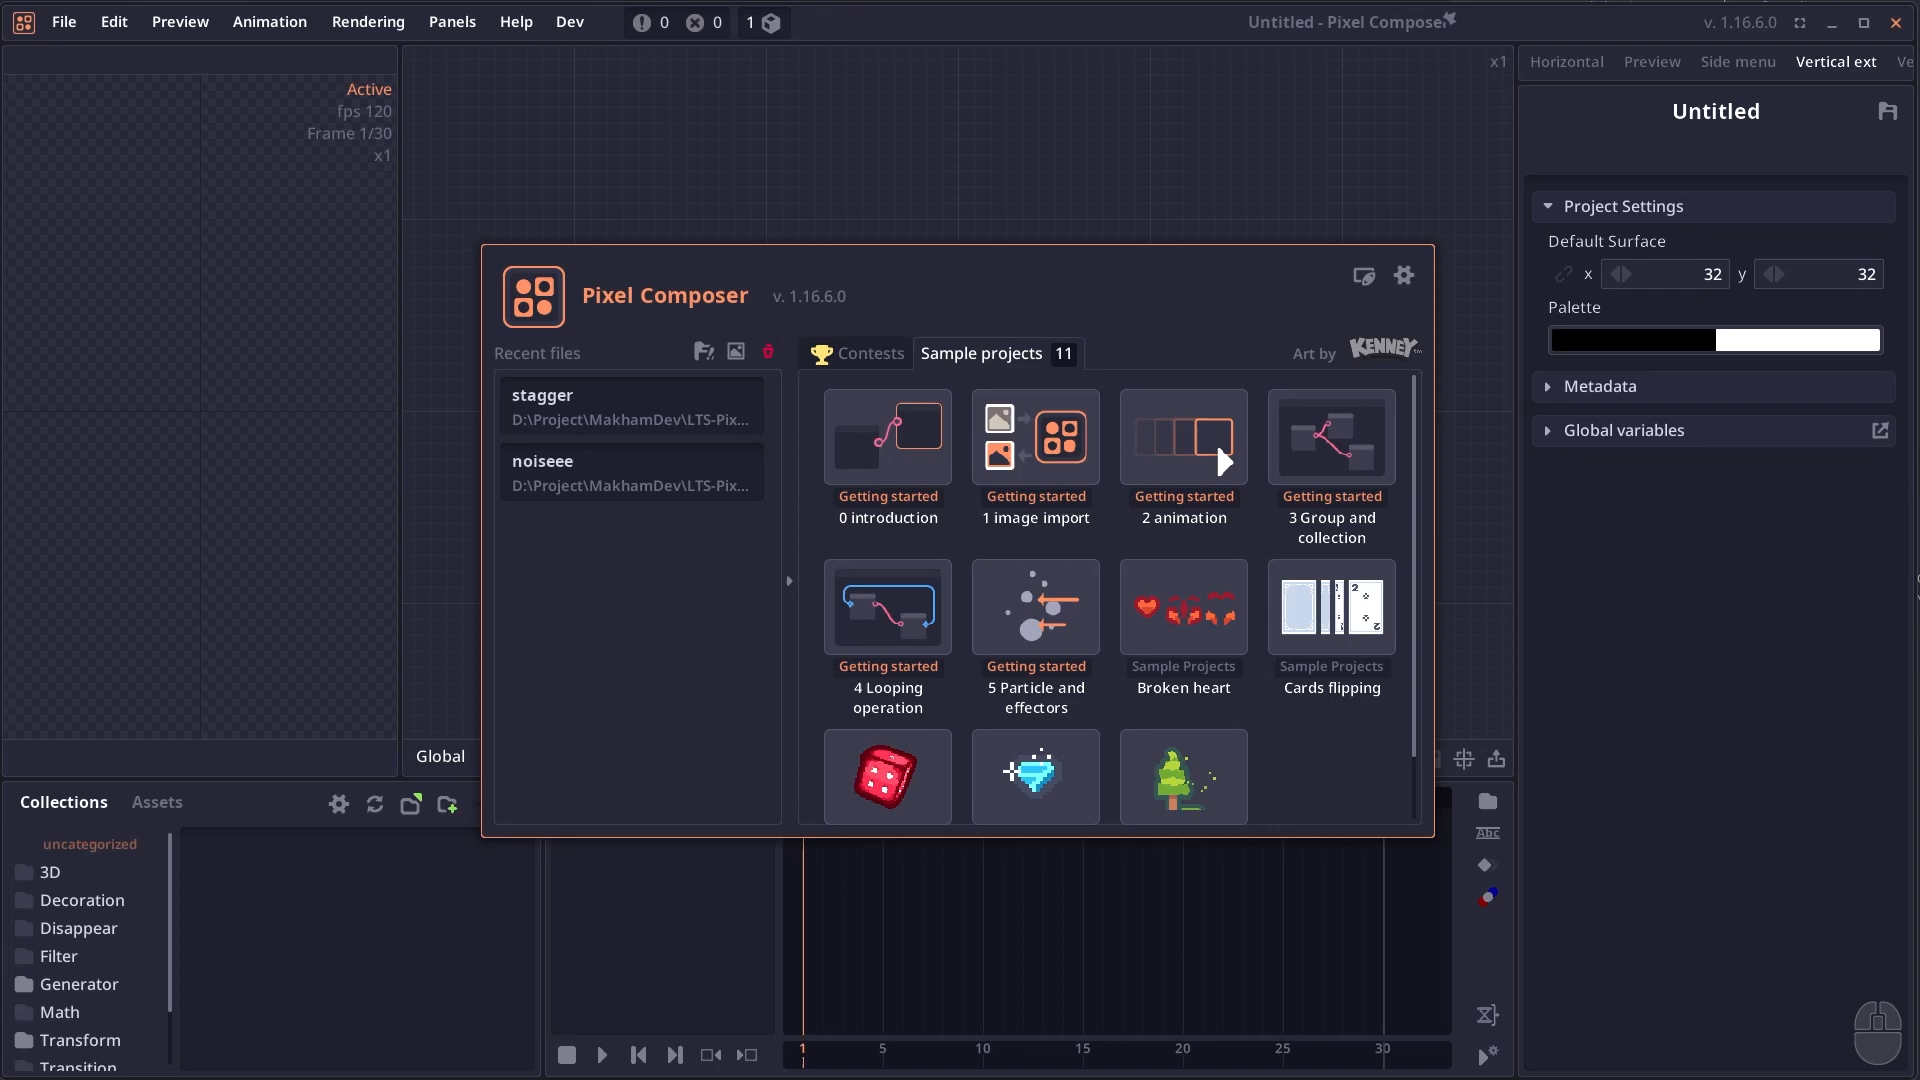 File Edit Preview Animation Rendering Panels Help Dev 0 0 1 Untitled - Pixel Composer v. 1.16.6.0
Active
fps 120
Frame 1/30
x1
x1
Horizontal Preview Side menu Vertical ext Ve
Untitled
Project Settings
Default Surface
x 32 y 32
Palette
Metadata
Global variables
Pixel Composer v. 1.16.6.0
Recent files
stagger
D:\Project\MakhamDev\LTS-Pix...
noiseee
D:\Project\MakhamDev\LTS-Pix...
Contests Sample projects 11 Art by KENNEY
Getting started
0 introduction
Getting started
1 image import
Getting started
2 animation
Getting started
3 Group and
collection
Getting started
4 Looping
operation
Getting started
5 Particle and
effectors
Sample Projects
Broken heart
Sample Projects
Cards flipping
Global
Collections Assets
uncategorized
3D
Decoration
Disappear
Filter
Generator
Math
Transform
Transition
Abc
1 5 10 15 20 25 30